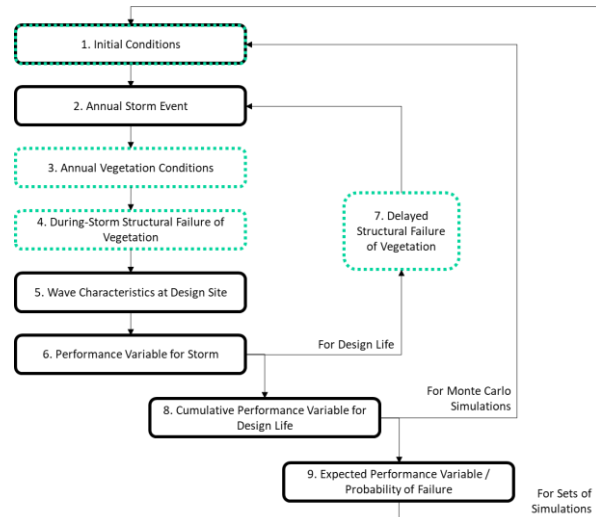 1. Initial Conditions
2. Annual Storm Event
3. Annual Vegetation Conditions
4. During-Storm Structural Failure of
Vegetation
7. Delayed
Structural Failure
of Vegetation
5. Wave Characteristics at Design Site
6. Performance Variable for Storm
For Design Life
8. Cumulative Performance Variable for
Design Life
For Monte Carlo
Simulations
9. Expected Performance Variable /
Probability of Failure
For Sets of
Simulations